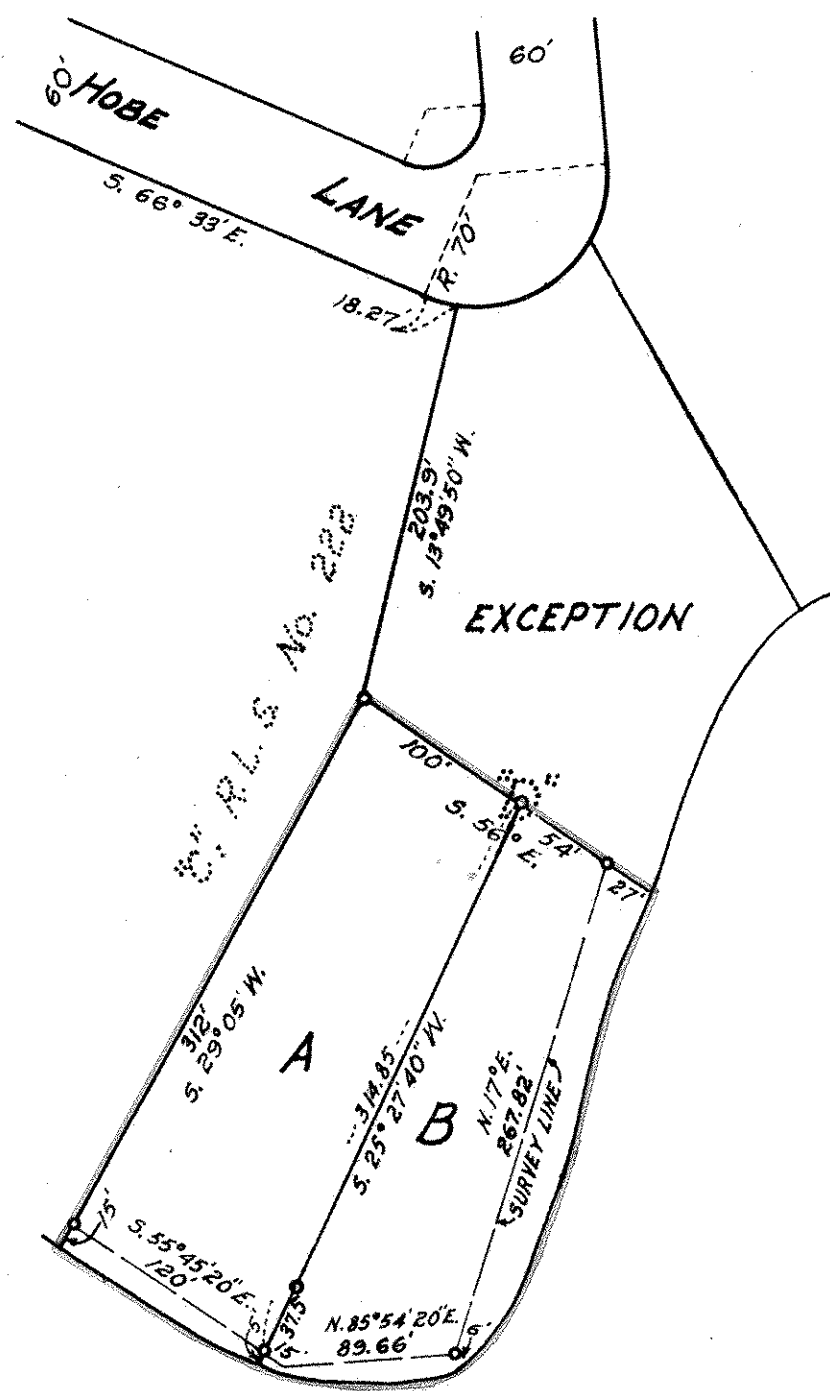 60'
60'
HOBE
LANE
S. 66° 33' E.
R. 70'
18.27'
203.9'
S. 13° 49' 50" W.
"C" R.L.S. No. 222
EXCEPTION
100'
S. 56° E.
54'
27'
312'
S. 29° 05' W.
A
314.85
S. 25° 27' 40" W.
B
N. 17° E.
267.82'
SURVEY LINE
15'
S. 55° 45' 20" E.
120'
37.5
15'
N. 85° 54' 20" E.
89.66'